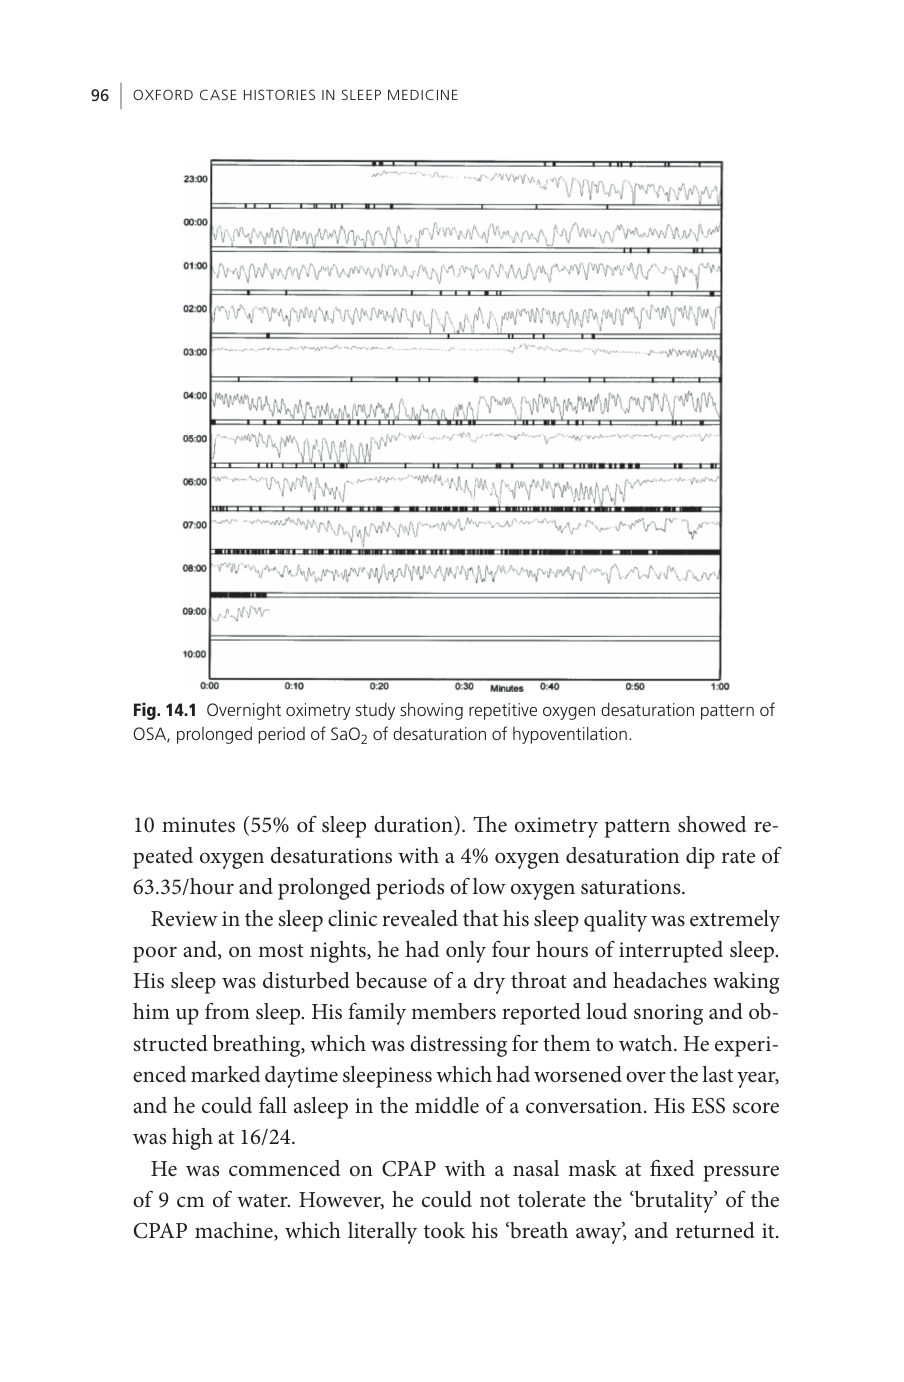 96 | OXFORD CASE HISTORIES IN SLEEP MEDICINE
23:00
00:00
01:00
02:00
03:00
04:00
05:00
06:00
07:00
08:00
09:00
10:00
0:00 0:10 0:20 0:30 Minutes 0:40 0:50 1:00
Fig. 14.1 Overnight oximetry study showing repetitive oxygen desaturation pattern of
OSA, prolonged period of SaO₂ of desaturation of hypoventilation.
10 minutes (55% of sleep duration). The oximetry pattern showed re-
peated oxygen desaturations with a 4% oxygen desaturation dip rate of
63.35/hour and prolonged periods of low oxygen saturations.
Review in the sleep clinic revealed that his sleep quality was extremely
poor and, on most nights, he had only four hours of interrupted sleep.
His sleep was disturbed because of a dry throat and headaches waking
him up from sleep. His family members reported loud snoring and ob-
structed breathing, which was distressing for them to watch. He experi-
enced marked daytime sleepiness which had worsened over the last year,
and he could fall asleep in the middle of a conversation. His ESS score
was high at 16/24.
He was commenced on CPAP with a nasal mask at fixed pressure
of 9 cm of water. However, he could not tolerate the ‘brutality’ of the
CPAP machine, which literally took his ‘breath away’, and returned it.